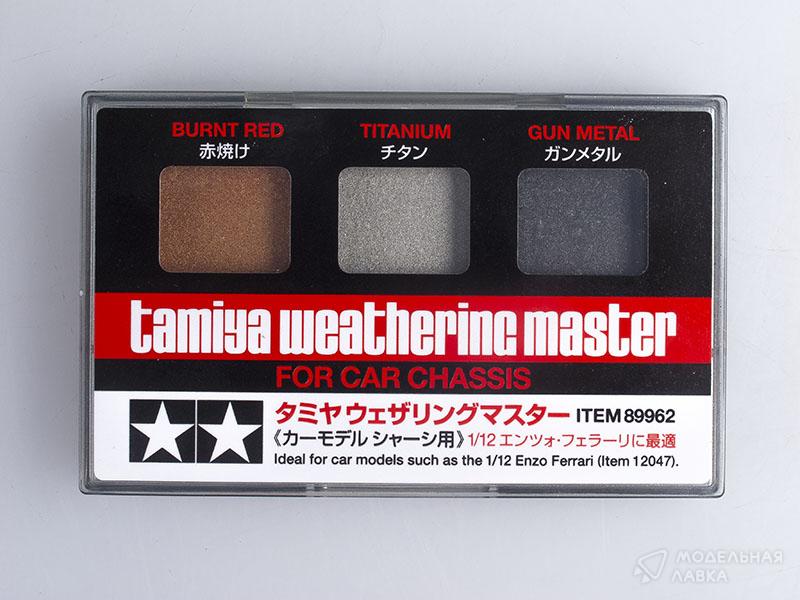 BURNT RED TITANIUM GUN METAL
赤焼け チタン ガンメタル
tamiya weathering master
FOR CAR CHASSIS
タミヤウェザリングマスター ITEM 89962
《カーモデル シャーシ用》1/12 エンツォ・フェラーリに最適
Ideal for car models such as the 1/12 Enzo Ferrari (Item 12047).
МОДЕЛЬНАЯ
ЛАВКА